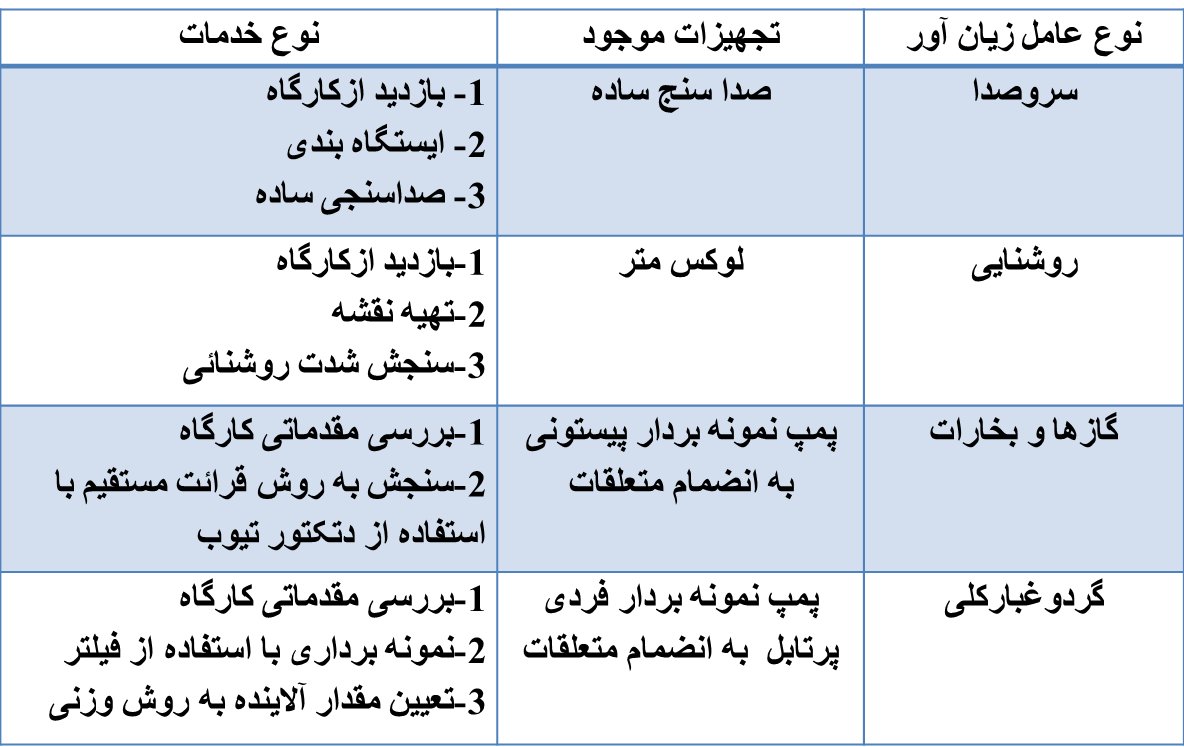 نوع عامل زیان آور
تجهیزات موجود
نوع خدمات
سروصدا
صدا سنج ساده
1- بازدید ازکارگاه
2- ایستگاه بندی
3- صداسنجی ساده
روشنایی
لوکس متر
1-بازدید ازکارگاه
2-تهیه نقشه
3-سنجش شدت روشنائی
گازها و بخارات
پمپ نمونه بردار پیستونی
به انضمام متعلقات
1-بررسی مقدماتی کارگاه
2-سنجش به روش قرائت مستقیم با
استفاده از دتکتور تیوب
گردوغبارکلی
پمپ نمونه بردار فردی
پرتابل به انضمام متعلقات
1-بررسی مقدماتی کارگاه
2-نمونه برداری با استفاده از فیلتر
3-تعیین مقدار آلاینده به روش وزنی